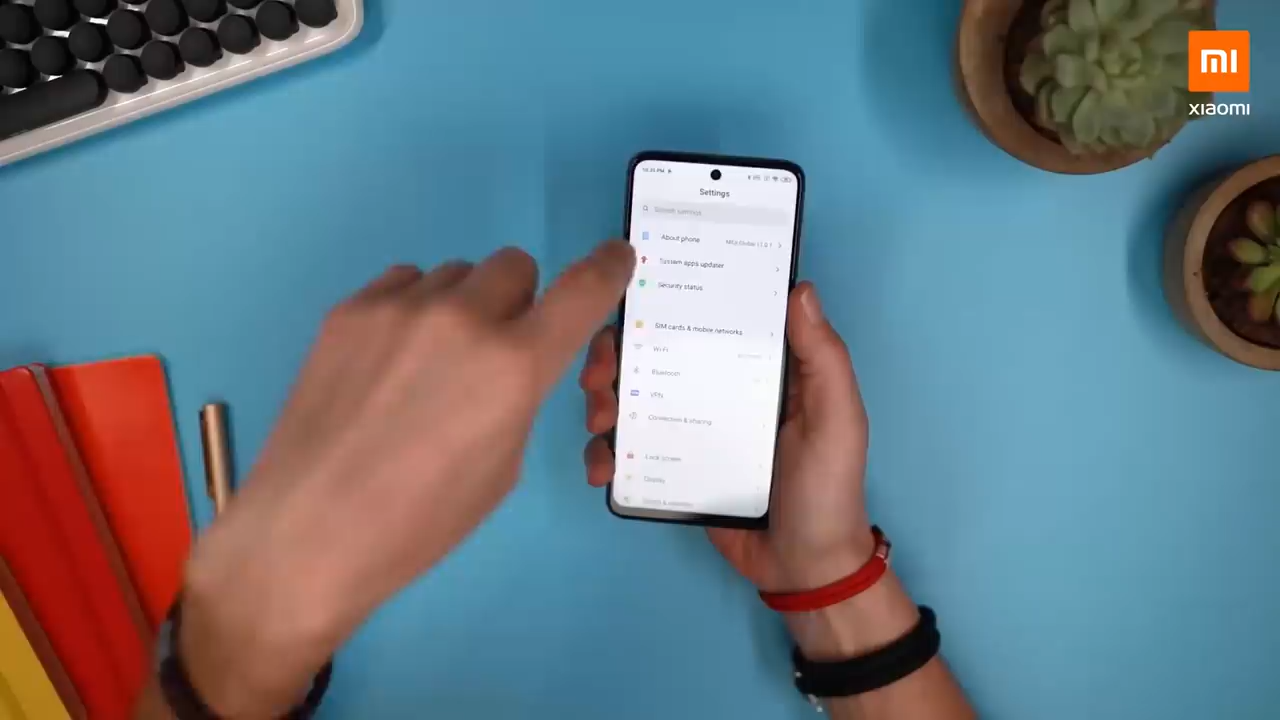 mi
xiaomi
Settings
About phone
System apps updater
Security status
SIM cards & mobile networks
Wi-Fi
Bluetooth
VPN
Connection & sharing
Lock screen
Display